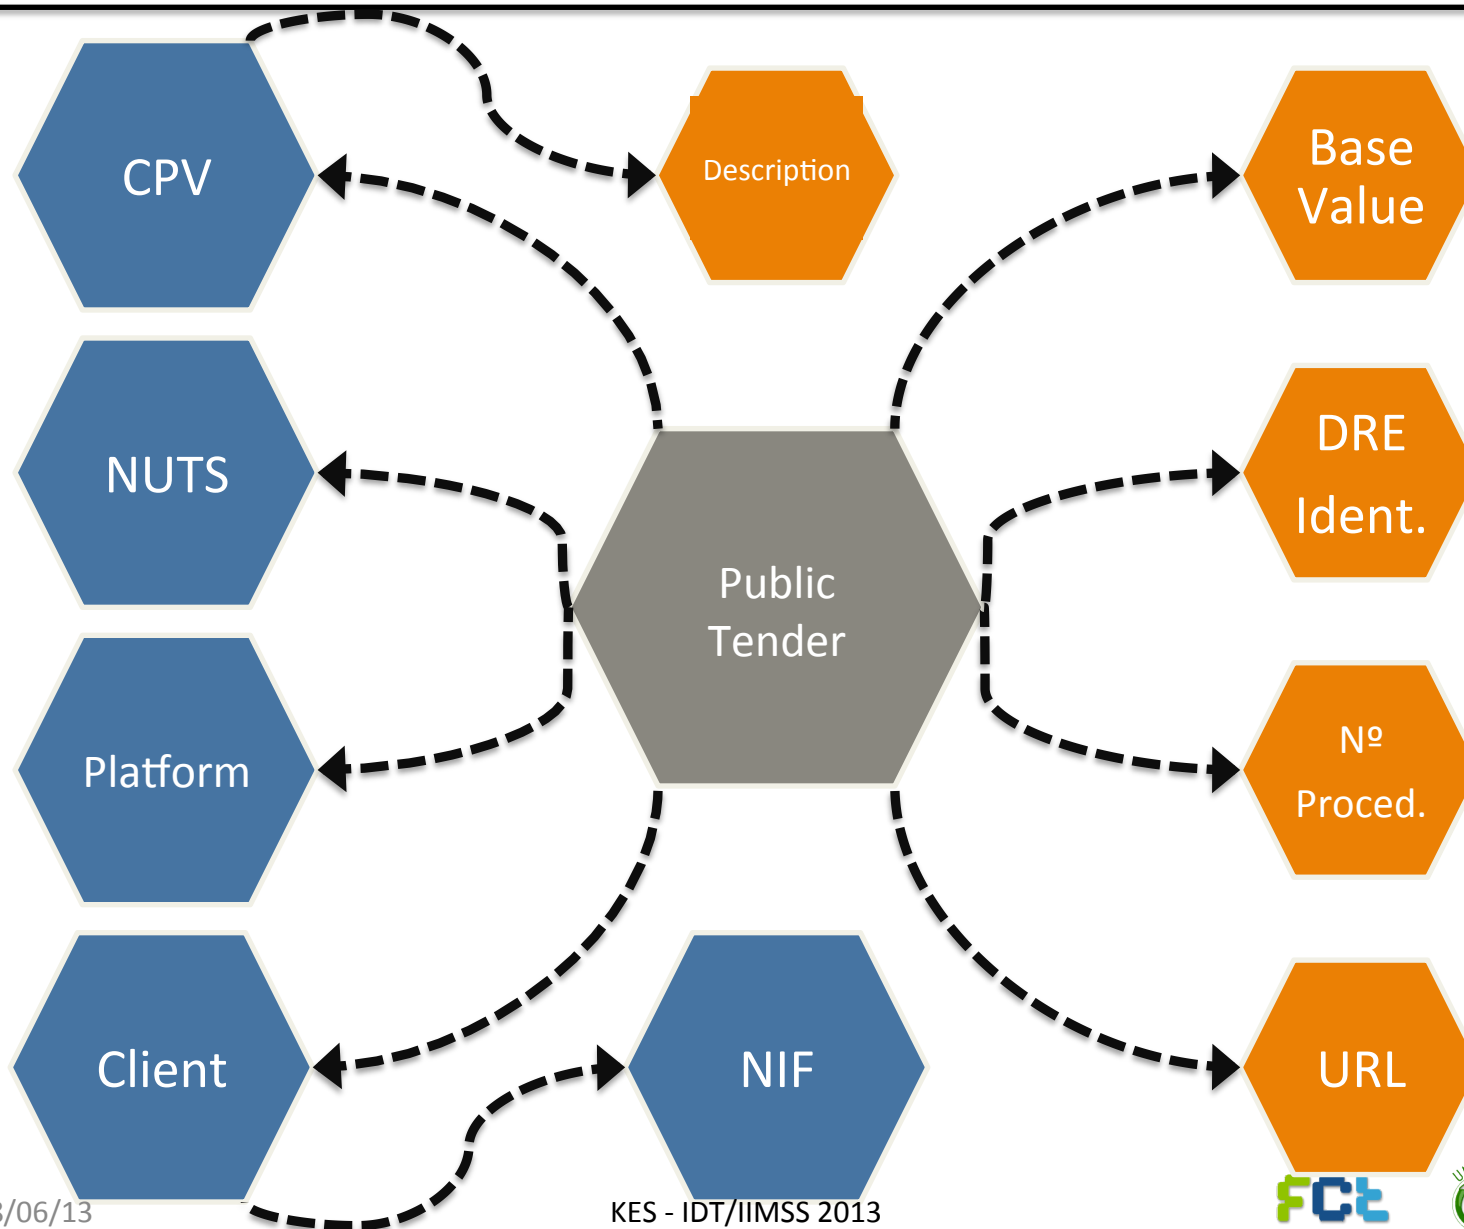 CPV
Description
Base
Value
NUTS
DRE
Ident.
Public
Tender
Platform
Nº
Proced.
Client
NIF
URL
/06/13
KES - IDT/IIMSS 2013
FCt